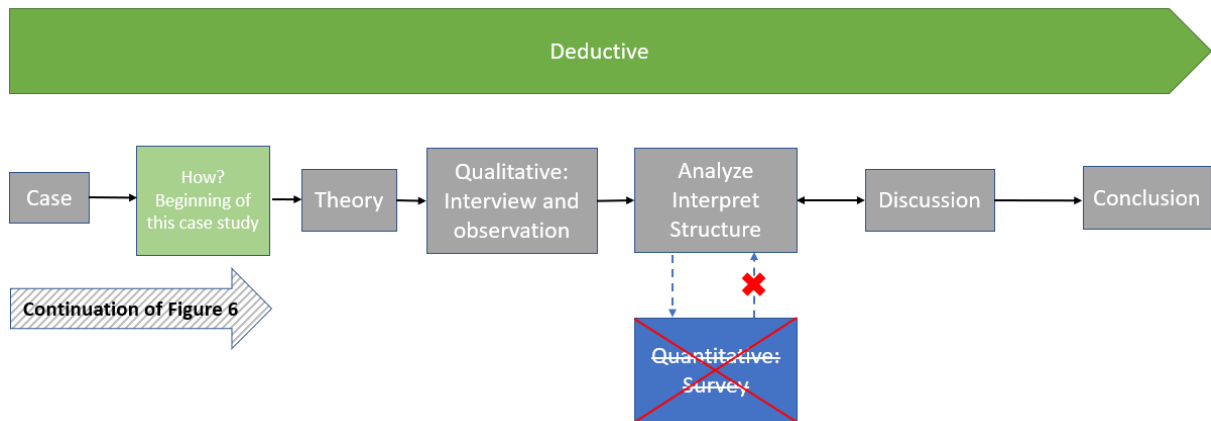 Deductive
Case
How?
Beginning of
this case study
Theory
Qualitative:
Interview and
observation
Analyze
Interpret
Structure
Discussion
Conclusion
Continuation of Figure 6
Quantitative:
Survey